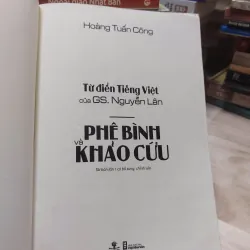 Hoàng Tuấn Công
Từ điển Tiếng Việt
của GS. Nguyễn Lân
PHÊ BÌNH
và
KHẢO CỨU